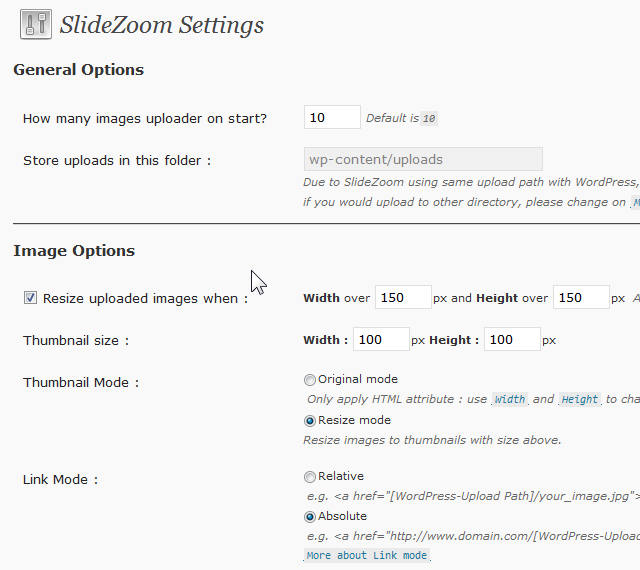 SlideZoom Settings
General Options
How many images uploader on start? 10 Default is 10
Store uploads in this folder : wp-content/uploads
Due to SlideZoom using same upload path with WordPress,
if you would upload to other directory, please change on
Image Options
Resize uploaded images when : Width over 150 px and Height over 150 px
Thumbnail size : Width : 100 px Height : 100 px
Thumbnail Mode : Original mode
Only apply HTML attribute : use Width and Height to cha
Resize mode
Resize images to thumbnails with size above.
Link Mode : Relative
e.g. <a href="[WordPress-Upload Path]/your_image.jpg">
Absolute
e.g. <a href="http://www.domain.com/[WordPress-Upload
More about Link mode